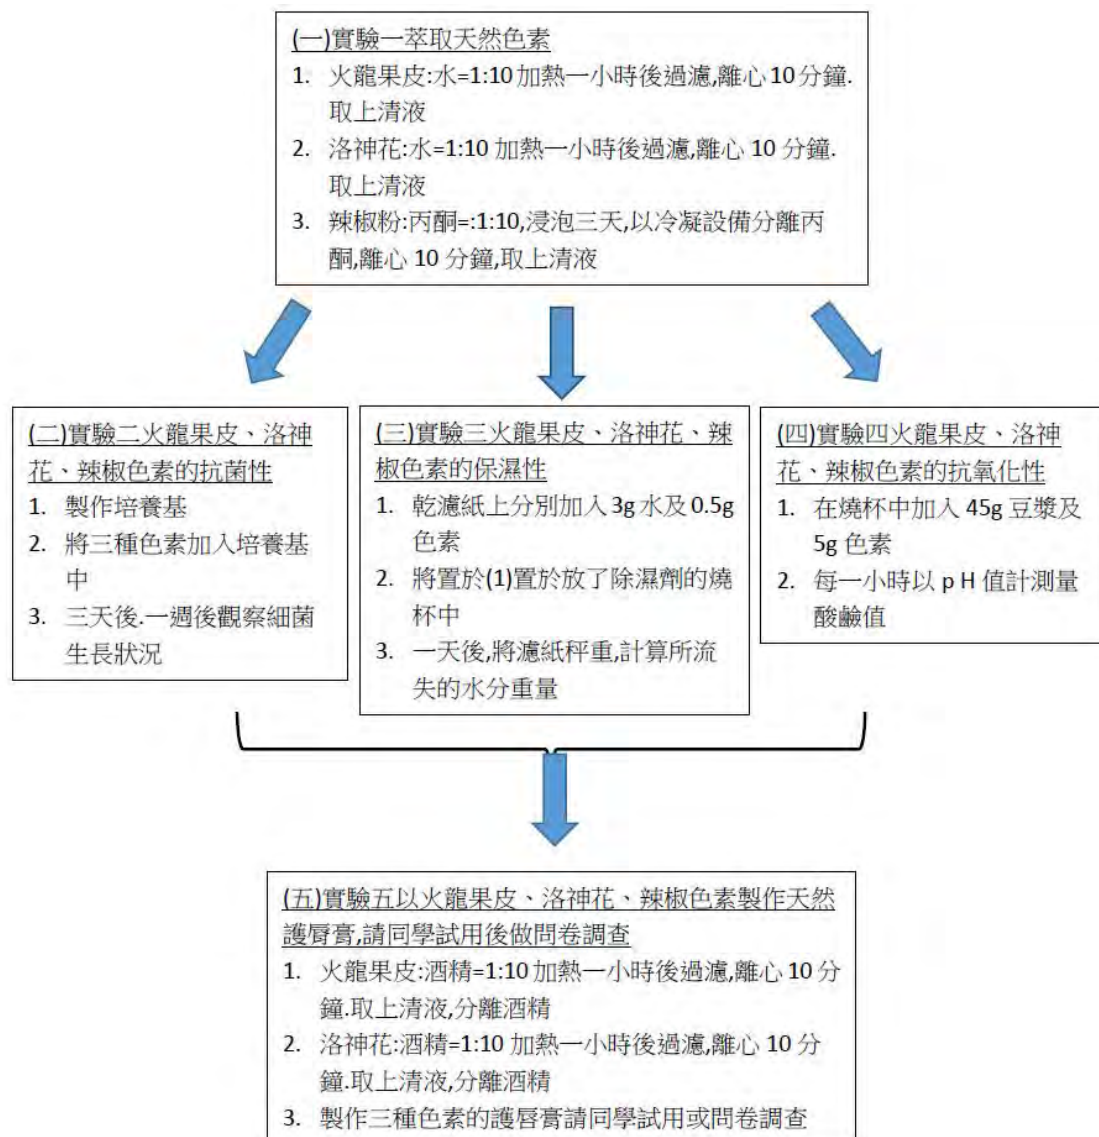 (一)實驗一萃取天然色素
1. 火龍果皮:水=1:10 加熱一小時後過濾,離心 10 分鐘.
取上清液
2. 洛神花:水=1:10 加熱一小時後過濾,離心 10 分鐘.
取上清液
3. 辣椒粉:丙酮=:1:10,浸泡三天,以冷凝設備分離丙
酮,離心 10 分鐘,取上清液
(二)實驗二火龍果皮、洛神
花、辣椒色素的抗菌性
1. 製作培養基
2. 將三種色素加入培養基
中
3. 三天後.一週後觀察細菌
生長狀況
(三)實驗三火龍果皮、洛神花、辣
椒色素的保濕性
1. 乾濾紙上分別加入 3g 水及 0.5g
色素
2. 將置於(1)置於放了除濕劑的燒
杯中
3. 一天後,將濾紙秤重,計算所流
失的水分重量
(四)實驗四火龍果皮、洛神
花、辣椒色素的抗氧化性
1. 在燒杯中加入 45g 豆漿及
5g 色素
2. 每一小時以 p H 值計測量
酸鹼值
(五)實驗五以火龍果皮、洛神花、辣椒色素製作天然
護唇膏,請同學試用後做問卷調查
1. 火龍果皮:酒精=1:10 加熱一小時後過濾,離心 10 分
鐘.取上清液,分離酒精
2. 洛神花:酒精=1:10 加熱一小時後過濾,離心 10 分
鐘.取上清液,分離酒精
3. 製作三種色素的護唇膏請同學試用或問卷調查